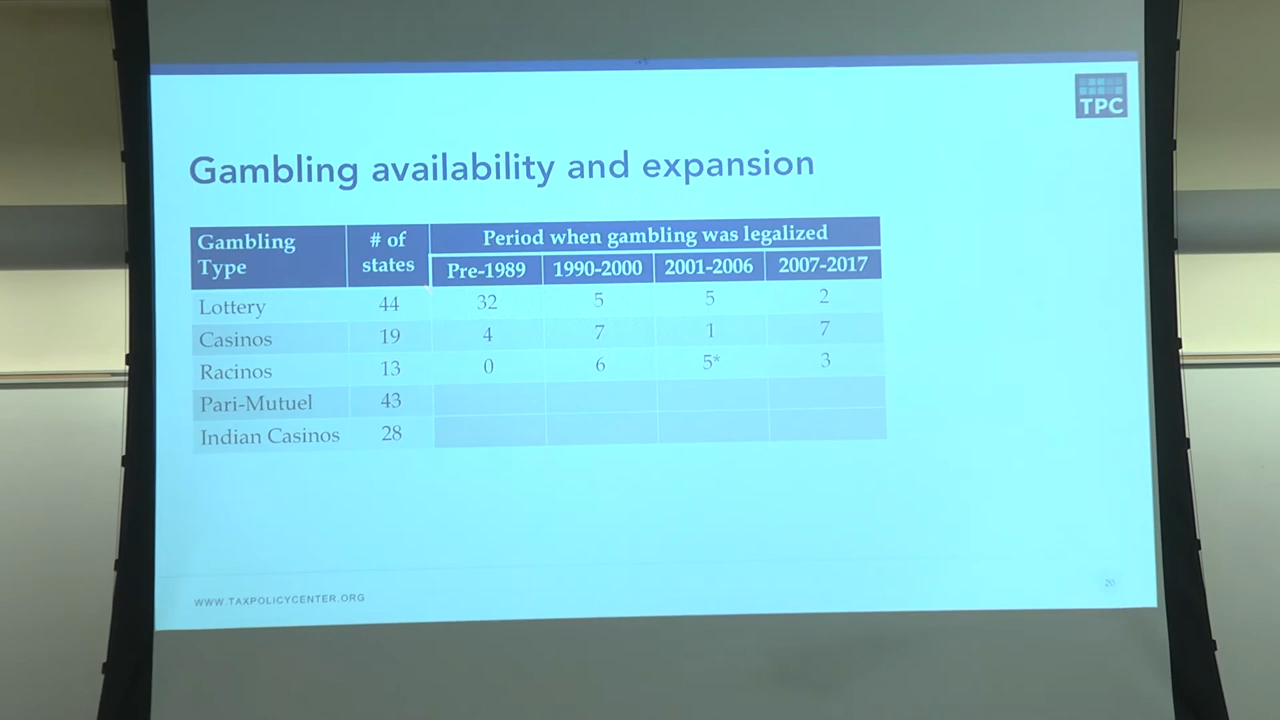 TPC
Gambling availability and expansion
Gambling Type # of states Period when gambling was legalized
Pre-1989 1990-2000 2001-2006 2007-2017
Lottery 44 32 5 5 2
Casinos 19 4 7 1 7
Racinos 13 0 6 5* 3
Pari-Mutuel 43
Indian Casinos 28
WWW.TAXPOLICYCENTER.ORG
20